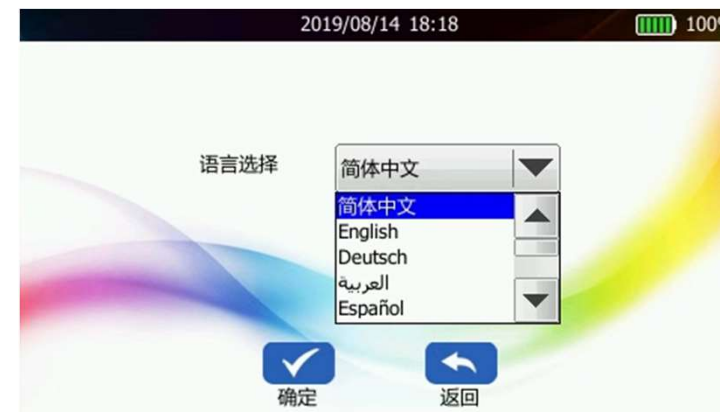 2019/08/14 18:18 100%
语言选择 简体中文
简体中文
English
Deutsch
العربية
Español
确定 返回